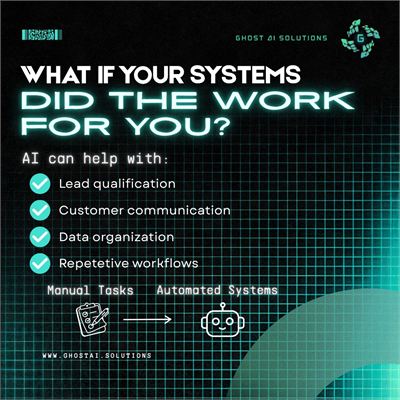 GHOST AI SOLUTIONS
G
WHAT IF YOUR SYSTEMS
DID THE WORK
FOR YOU?
AI can help with:
Lead qualification
Customer communication
Data organization
Repetetive workflows
Manual Tasks
Automated Systems
WWW.GHOSTAI.SOLUTIONS